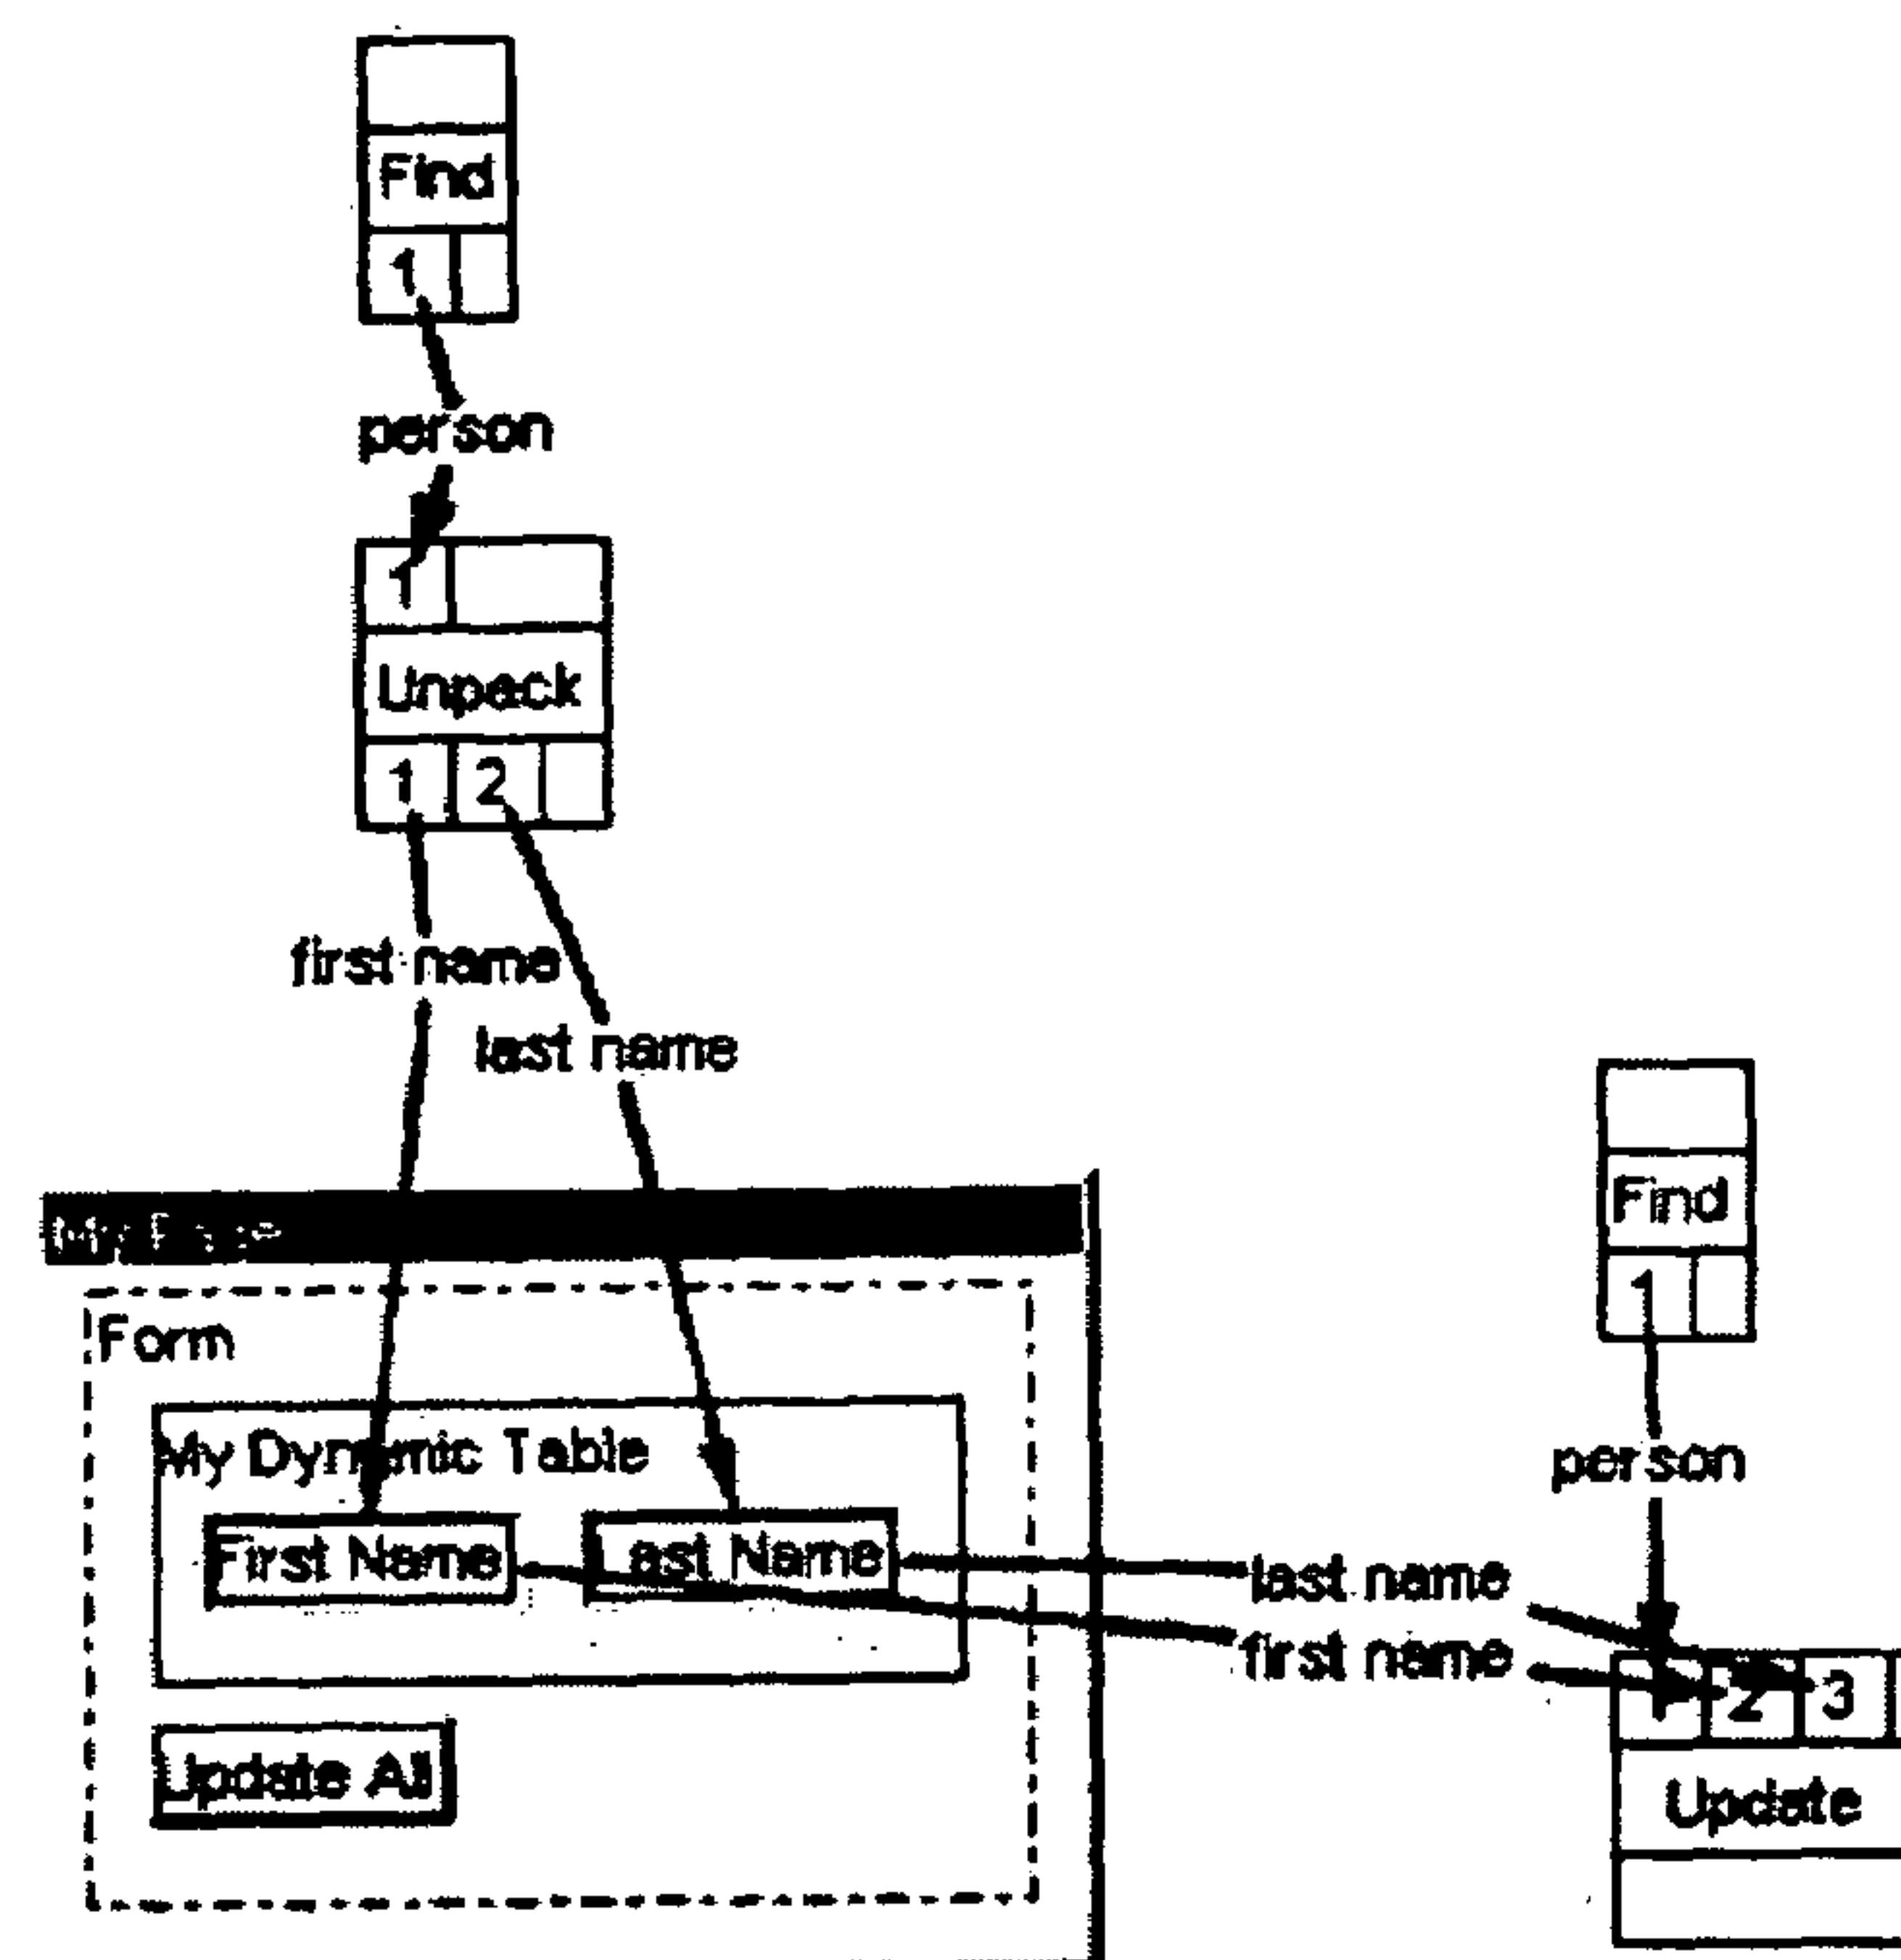 Find
1
person
1
Unpack
1 2
first name
last name
Form
My Dynamic Table
First Name Last Name
Update All
Find
1
person
last name
first name
2 3
Update